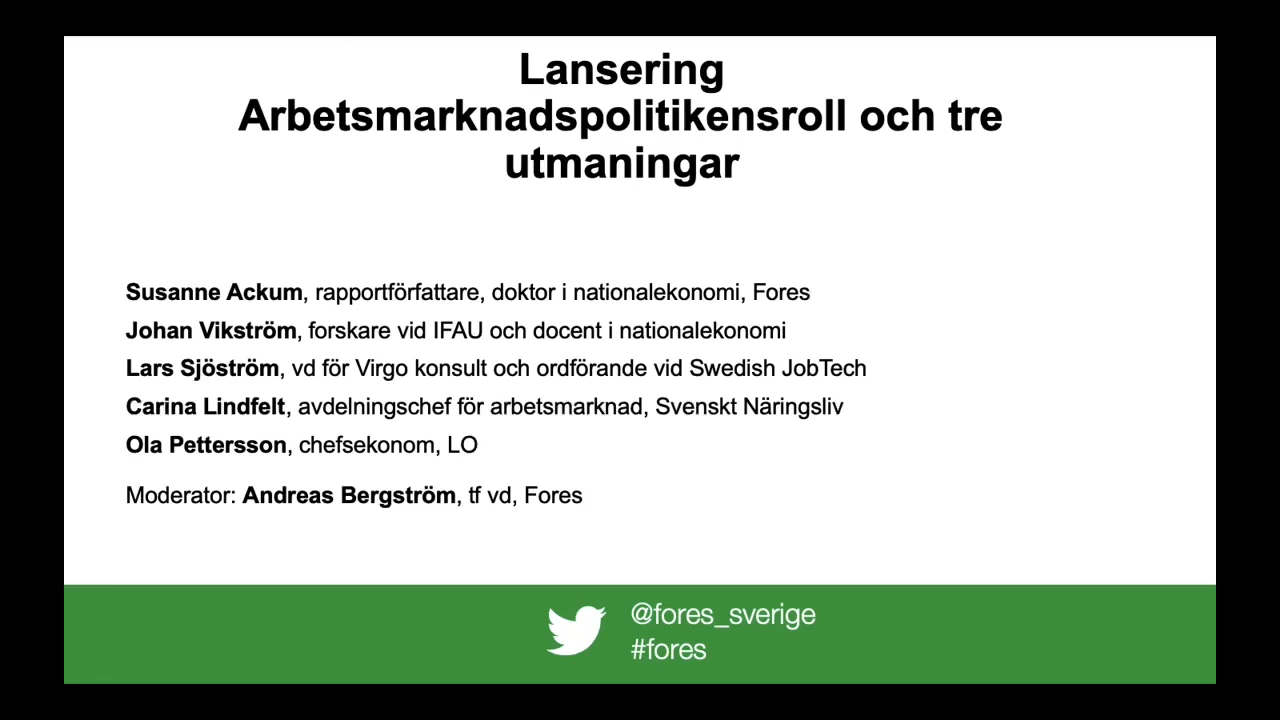 Lansering
Arbetsmarknadspolitikensroll och tre
utmaningar
Susanne Ackum, rapportförfattare, doktor i nationalekonomi, Fores
Johan Vikström, forskare vid IFAU och docent i nationalekonomi
Lars Sjöström, vd för Virgo konsult och ordförande vid Swedish JobTech
Carina Lindfelt, avdelningschef för arbetsmarknad, Svenskt Näringsliv
Ola Pettersson, chefsekonom, LO
Moderator: Andreas Bergström, tf vd, Fores
@fores_sverige
#fores